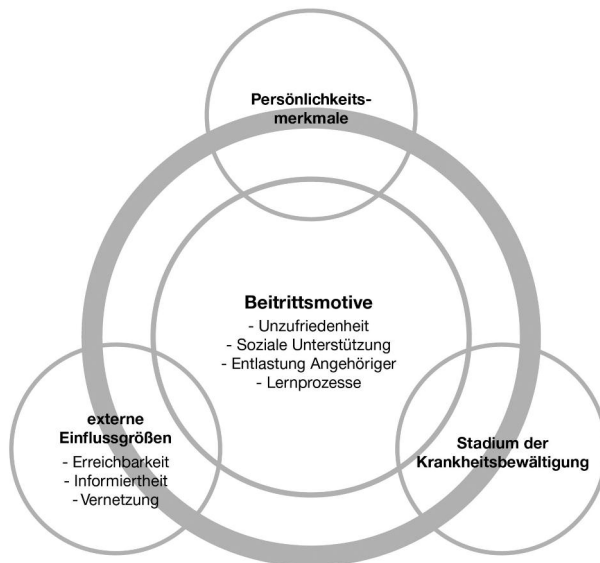 Persönlichkeits-
merkmale
Beitrittsmotive
- Unzufriedenheit
- Soziale Unterstützung
- Entlastung Angehöriger
- Lernprozesse
externe
Einflussgrößen
- Erreichbarkeit
- Informiertheit
- Vernetzung
Stadium der
Krankheitsbewältigung